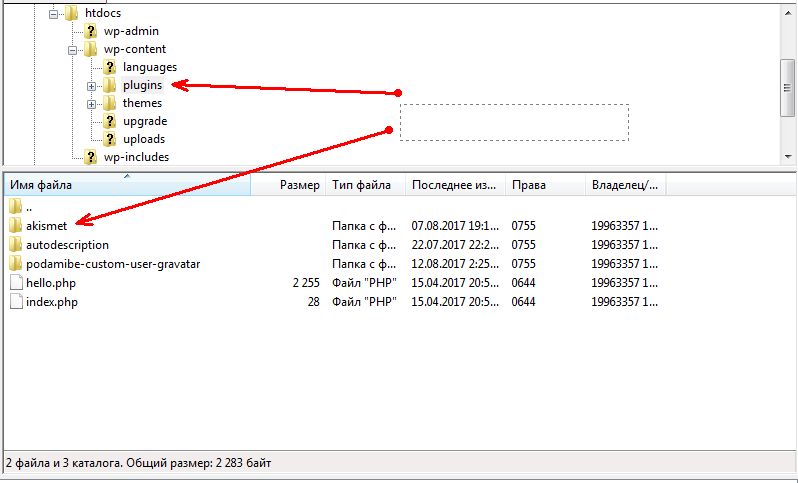 htdocs
wp-admin
wp-content
languages
plugins
themes
upgrade
uploads
wp-includes
Имя файла Размер Тип файла Последнее из... Права Владелец/...
..
akismet Папка с ф... 07.08.2017 19:1... 0755 19963357 1...
autodescription Папка с ф... 22.07.2017 22:2... 0755 19963357 1...
podamibe-custom-user-gravatar Папка с ф... 12.08.2017 2:25... 0755 19963357 1...
hello.php 2 255 Файл "PHP" 15.04.2017 20:5... 0644 19963357 1...
index.php 28 Файл "PHP" 15.04.2017 20:5... 0644 19963357 1...
2 файла и 3 каталога. Общий размер: 2 283 байт